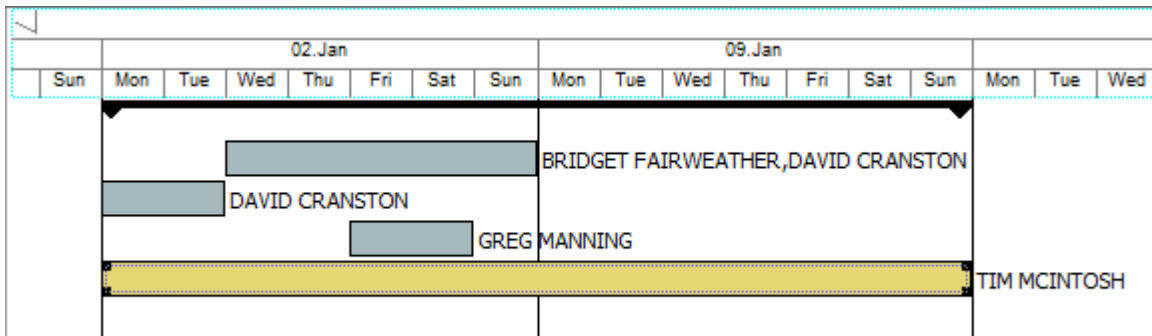 02.Jan 09.Jan
Sun Mon Tue Wed Thu Fri Sat Sun Mon Tue Wed Thu Fri Sat Sun Mon Tue Wed
BRIDGET FAIRWEATHER,DAVID CRANSTON
DAVID CRANSTON
GREG MANNING
TIM MCINTOSH